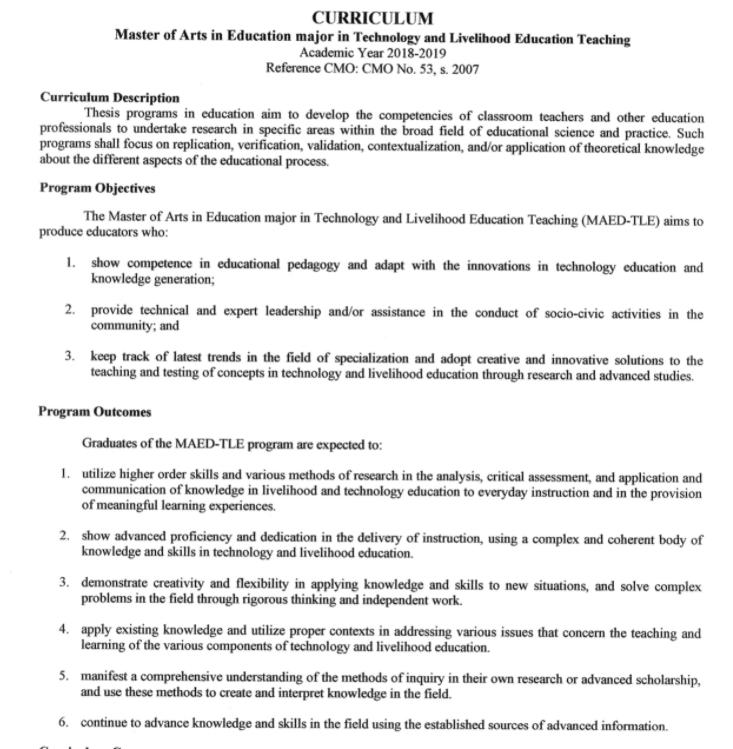 CURRICULUM
Master of Arts in Education major in Technology and Livelihood Education Teaching
Academic Year 2018-2019
Reference CMO: CMO No. 53, s. 2007
Curriculum Description
Thesis programs in education aim to develop the competencies of classroom teachers and other education
professionals to undertake research in specific areas within the broad field of educational science and practice. Such
programs shall focus on replication, verification, validation, contextualization, and/or application of theoretical knowledge
about the different aspects of the educational process.
Program Objectives
The Master of Arts in Education major in Technology and Livelihood Education Teaching (MAED-TLE) aims to
produce educators who:
1. show competence in educational pedagogy and adapt with the innovations in technology education and
knowledge generation;
2. provide technical and expert leadership and/or assistance in the conduct of socio-civic activities in the
community; and
3. keep track of latest trends in the field of specialization and adopt creative and innovative solutions to the
teaching and testing of concepts in technology and livelihood education through research and advanced studies.
Program Outcomes
Graduates of the MAED-TLE program are expected to:
1. utilize higher order skills and various methods of research in the analysis, critical assessment, and application and
communication of knowledge in livelihood and technology education to everyday instruction and in the provision
of meaningful learning experiences.
2. show advanced proficiency and dedication in the delivery of instruction, using a complex and coherent body of
knowledge and skills in technology and livelihood education.
3. demonstrate creativity and flexibility in applying knowledge and skills to new situations, and solve complex
problems in the field through rigorous thinking and independent work.
4. apply existing knowledge and utilize proper contexts in addressing various issues that concern the teaching and
learning of the various components of technology and livelihood education.
5. manifest a comprehensive understanding of the methods of inquiry in their own research or advanced scholarship,
and use these methods to create and interpret knowledge in the field.
6. continue to advance knowledge and skills in the field using the established sources of advanced information.